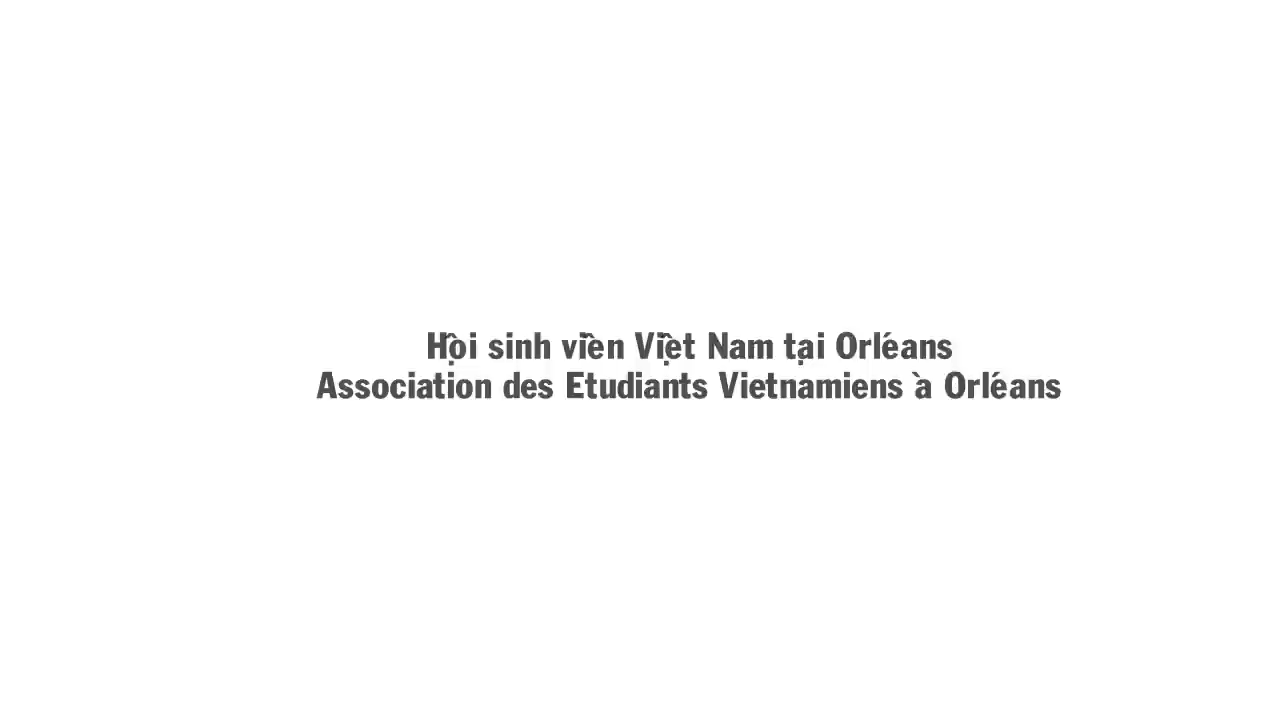 Hội sinh viên Việt Nam tại Orléans
Association des Etudiants Vietnamiens à Orléans